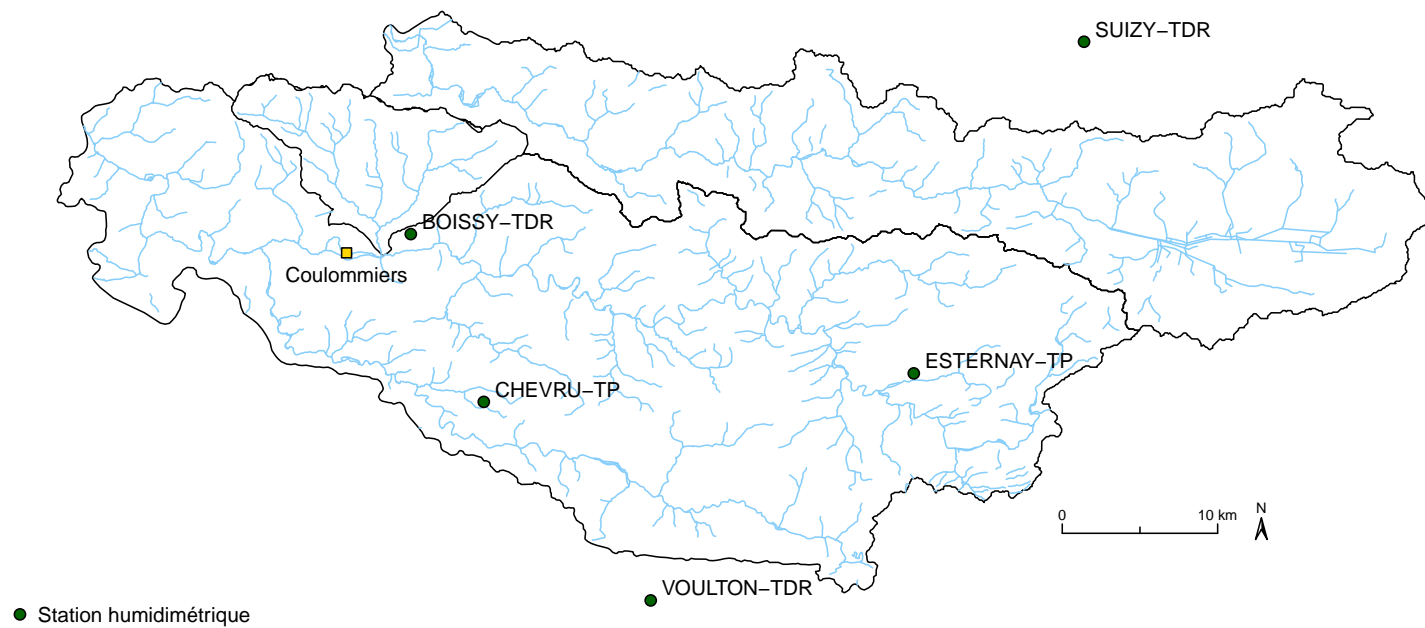 SUIZY−TDR
BOISSY−TDR
Coulommiers
ESTERNAY−TP
CHEVRU−TP
0 10 km N
VOULTON−TDR
Station humidimétrique